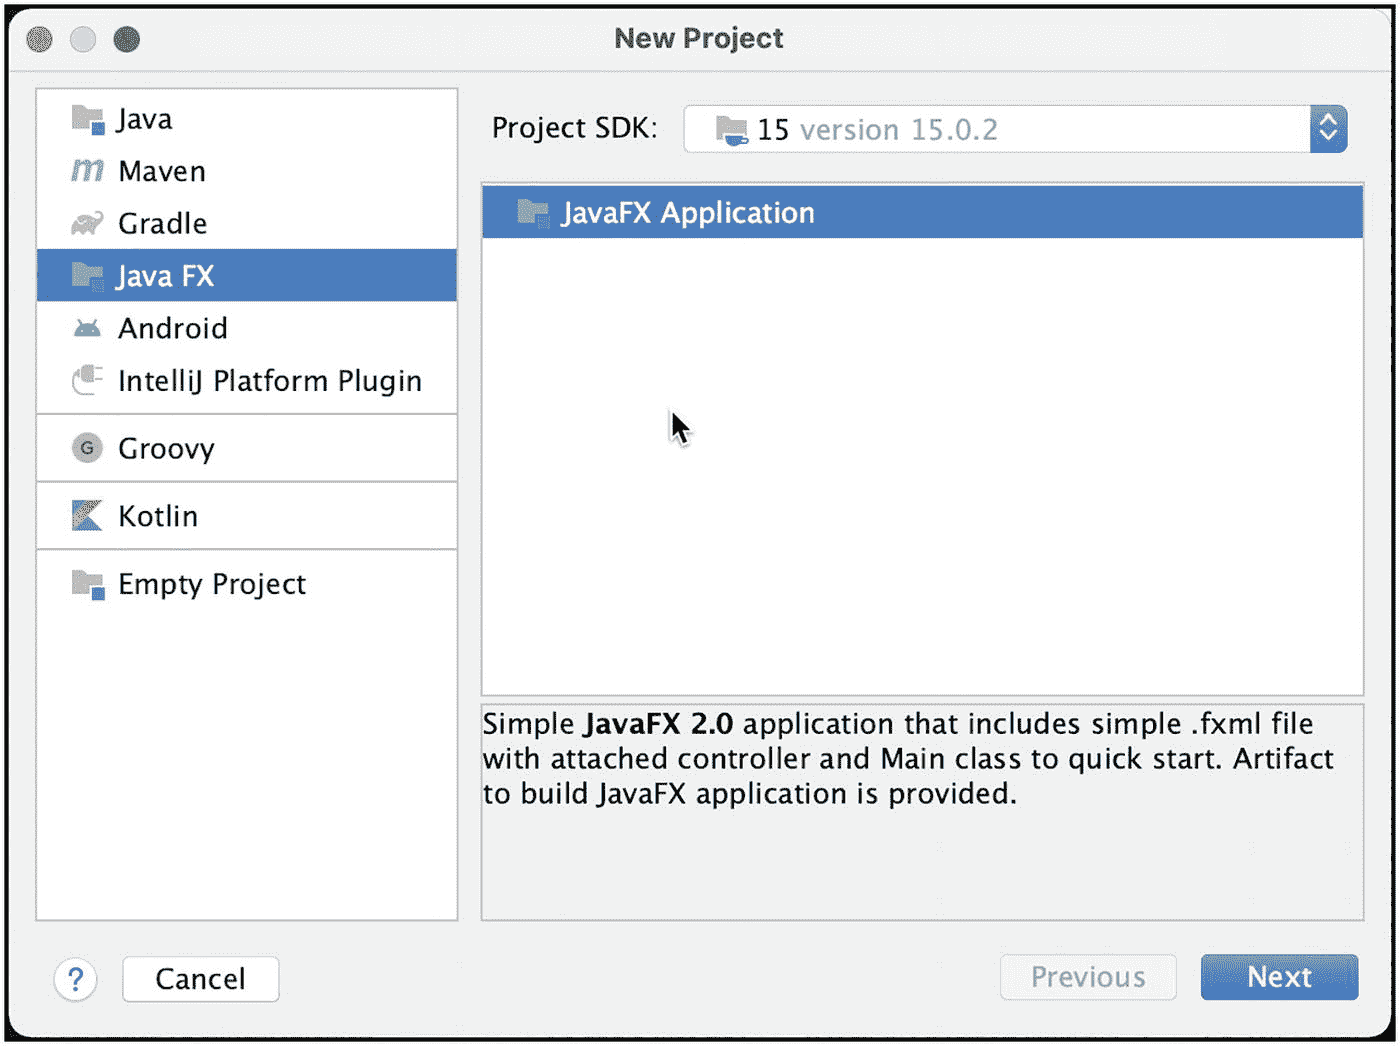 New Project
Java
Maven
Gradle
Java FX
Android
IntelliJ Platform Plugin
G
Groovy
Kotlin
Empty Project
Project SDK:
15 version 15.0.2
JavaFX Application
Simple JavaFX 2.0 application that includes simple .fxml file
with attached controller and Main class to quick start. Artifact
to build JavaFX application is provided.
?
Cancel
Previous
Next